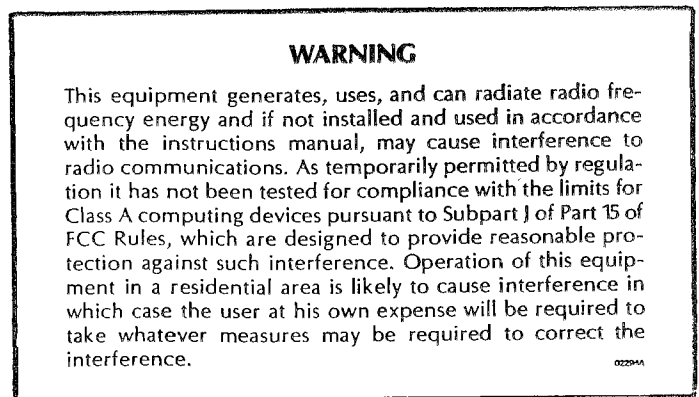 WARNING
This equipment generates, uses, and can radiate radio fre-
quency energy and if not installed and used in accordance
with the instructions manual, may cause interference to
radio communications. As temporarily permitted by regula-
tion it has not been tested for compliance with the limits for
Class A computing devices pursuant to Subpart J of Part 15 of
FCC Rules, which are designed to provide reasonable pro-
tection against such interference. Operation of this equip-
ment in a residential area is likely to cause interference in
which case the user at his own expense will be required to
take whatever measures may be required to correct the
interference.
02294A